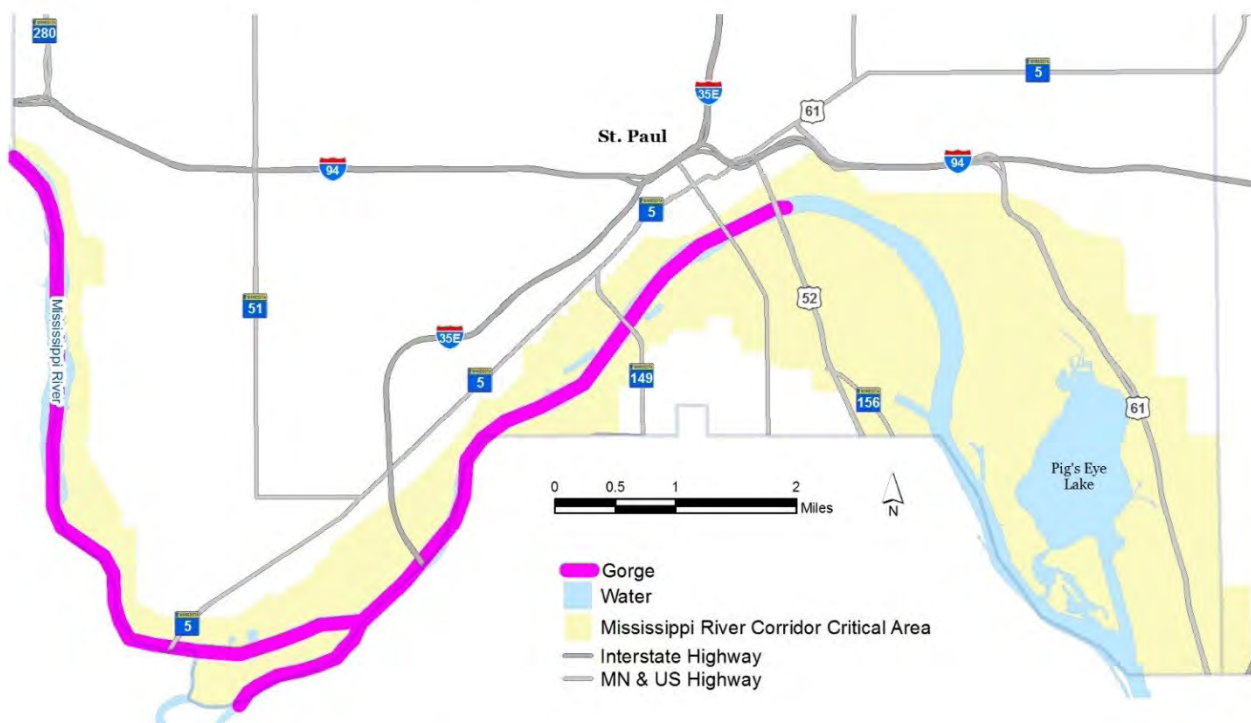 280
5
35E
61
St. Paul
94
94
5
Mississippi River
51
52
35E
5
149
156
61
Pig's Eye
Lake
0 0.5 1 2
Miles
N
Gorge
Water
Mississippi River Corridor Critical Area
Interstate Highway
MN & US Highway
5